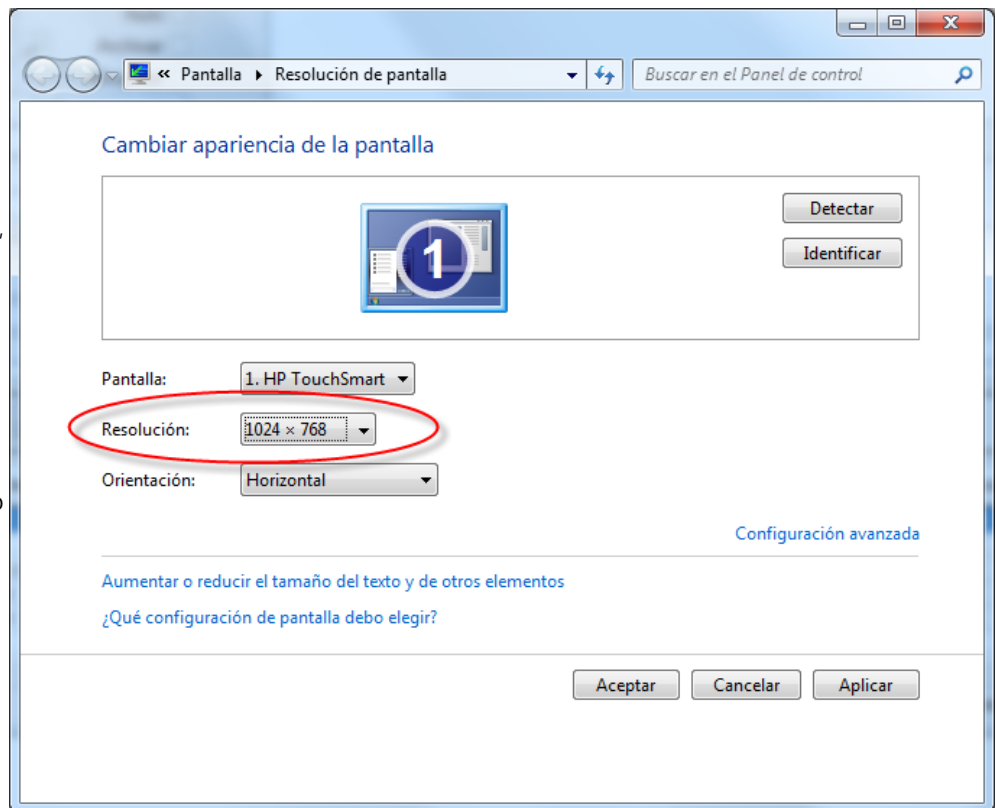 « Pantalla ▸ Resolución de pantalla
Buscar en el Panel de control
Cambiar apariencia de la pantalla
1
Detectar
Identificar
Pantalla: 1. HP TouchSmart
Resolución: 1024 × 768
Orientación: Horizontal
Configuración avanzada
Aumentar o reducir el tamaño del texto y de otros elementos
¿Qué configuración de pantalla debo elegir?
Aceptar Cancelar Aplicar